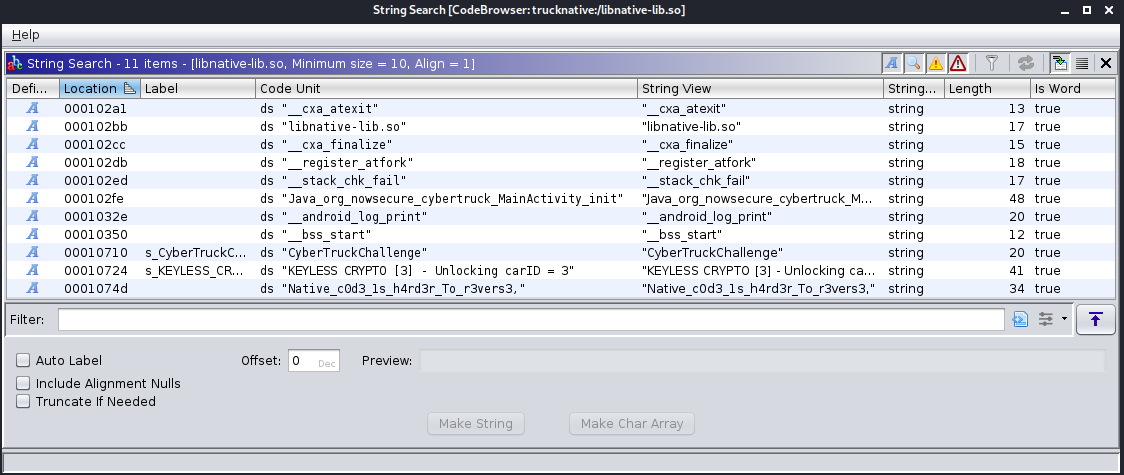 String Search [CodeBrowser: trucknative:/libnative-lib.so]
Help
String Search - 11 items - [libnative-lib.so, Minimum size = 10, Align = 1]
Defi... Location Label Code Unit String View String... Length Is Word
A 000102a1 ds "__cxa_atexit" "__cxa_atexit" string 13 true
A 000102bb ds "libnative-lib.so" "libnative-lib.so" string 17 true
A 000102cc ds "__cxa_finalize" "__cxa_finalize" string 15 true
A 000102db ds "__register_atfork" "__register_atfork" string 18 true
A 000102ed ds "__stack_chk_fail" "__stack_chk_fail" string 17 true
A 000102fe ds "Java_org_nowsecure_cybertruck_MainActivity_init" "Java_org_nowsecure_cybertruck_M... string 48 true
A 0001032e ds "__android_log_print" "__android_log_print" string 20 true
A 00010350 ds "__bss_start" "__bss_start" string 12 true
A 00010710 s_CyberTruckC... ds "CyberTruckChallenge" "CyberTruckChallenge" string 20 true
A 00010724 s_KEYLESS_CR... ds "KEYLESS CRYPTO [3] - Unlocking carID = 3" "KEYLESS CRYPTO [3] - Unlocking ca... string 41 true
A 0001074d ds "Native_c0d3_1s_h4rd3r_To_r3vers3," "Native_c0d3_1s_h4rd3r_To_r3vers3," string 34 true
Filter:
Auto Label Offset: 0 Dec Preview:
Include Alignment Nulls
Truncate If Needed
Make String Make Char Array